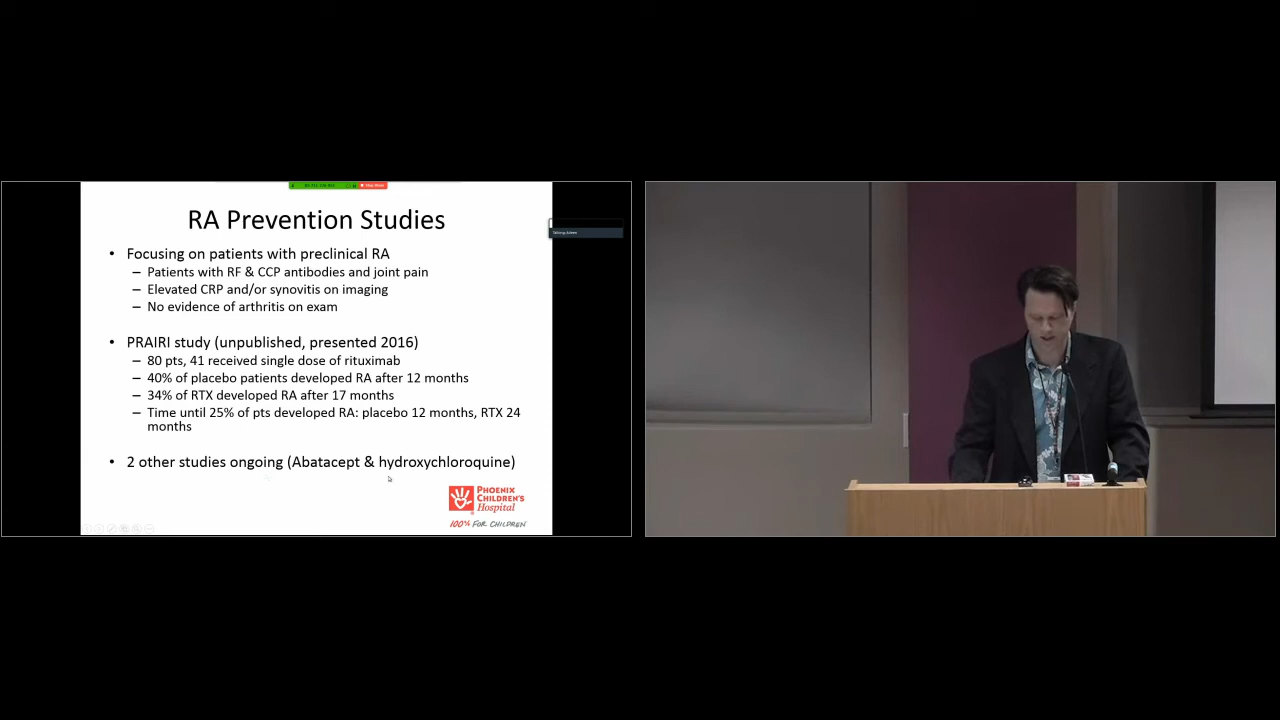 RA Prevention Studies
• Focusing on patients with preclinical RA
– Patients with RF & CCP antibodies and joint pain
– Elevated CRP and/or synovitis on imaging
– No evidence of arthritis on exam
• PRAIRI study (unpublished, presented 2016)
– 80 pts, 41 received single dose of rituximab
– 40% of placebo patients developed RA after 12 months
– 34% of RTX developed RA after 17 months
– Time until 25% of pts developed RA: placebo 12 months, RTX 24
months
• 2 other studies ongoing (Abatacept & hydroxychloroquine)
PHOENIX
CHILDREN'S
Hospital
100% FOR CHILDREN